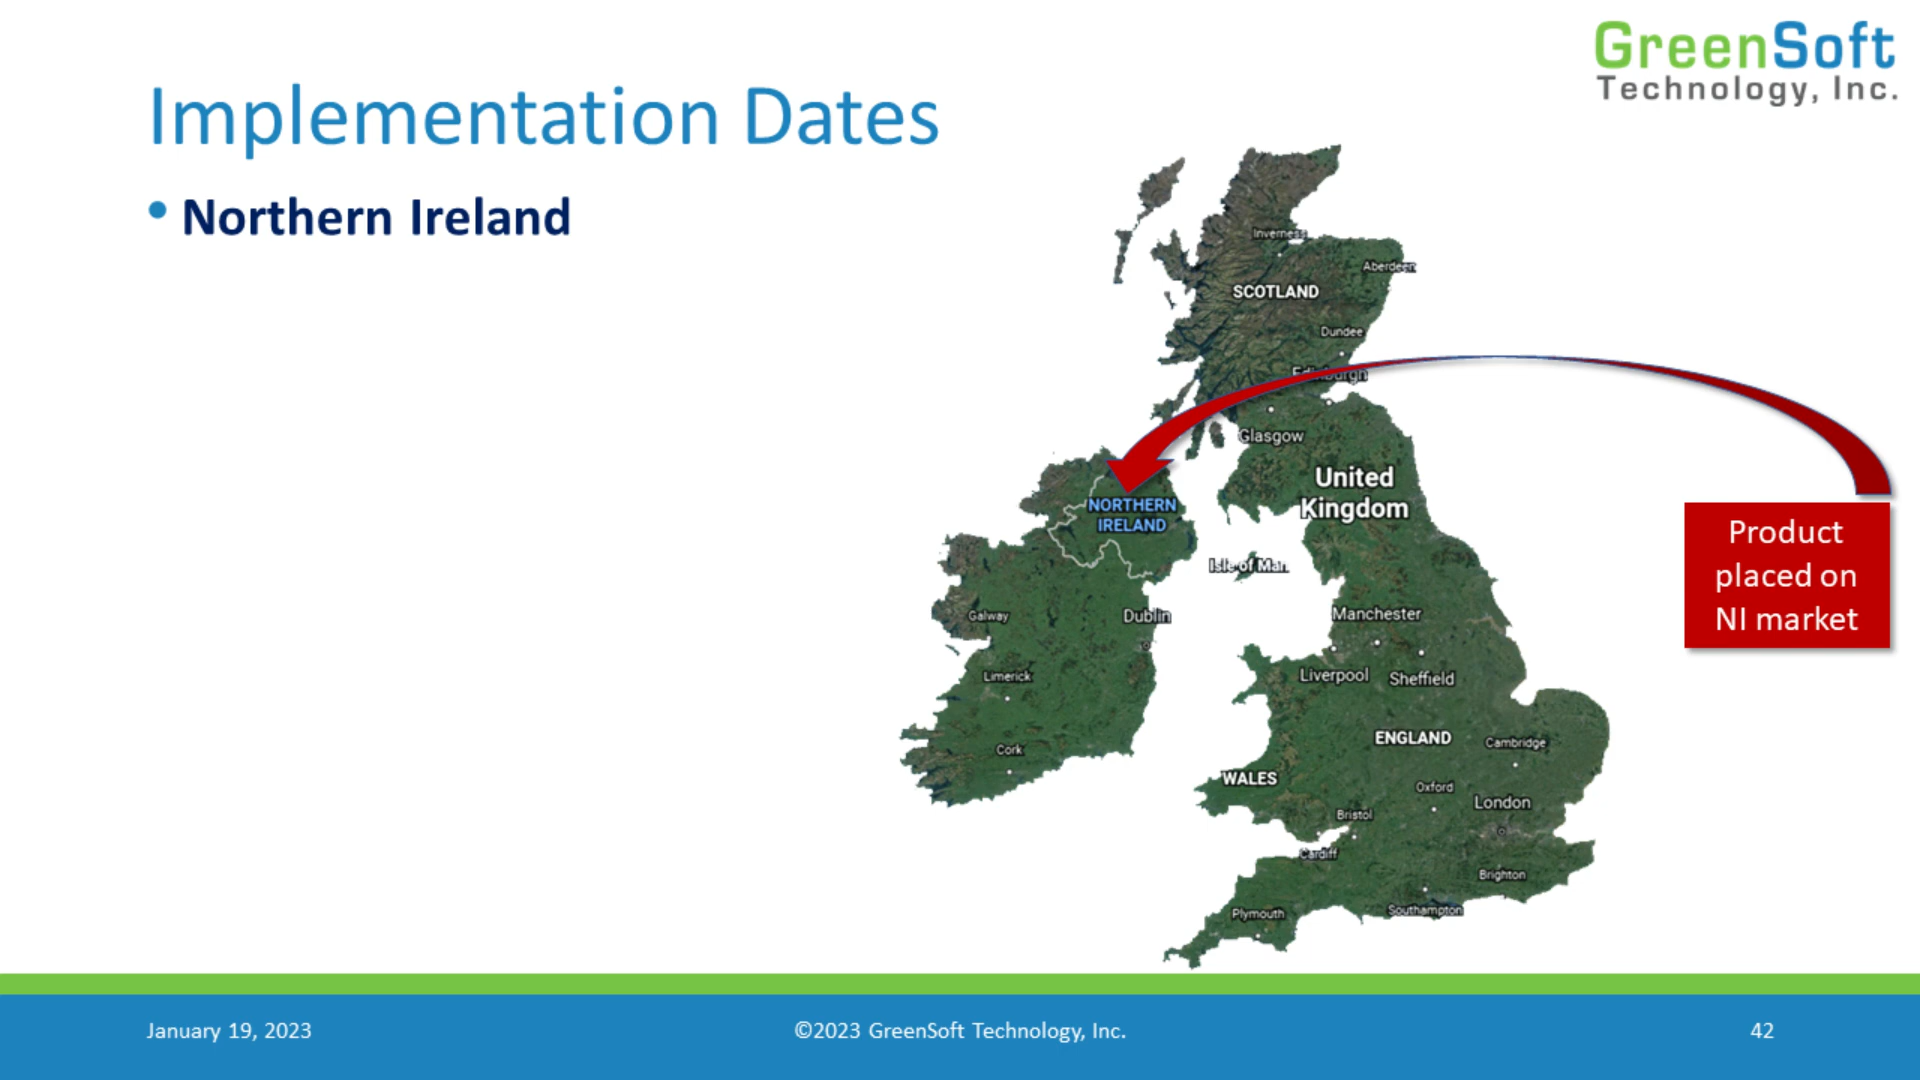 GreenSoft
Technology, Inc.
Implementation Dates
• Northern Ireland
Inverness
Aberdeen
SCOTLAND
Dundee
Edinburgh
Glasgow
United
Kingdom
NORTHERN
IRELAND
Product
placed on
NI market
Isle of Man
Galway
Dublin
Manchester
Limerick
Liverpool
Sheffield
Cork
ENGLAND
Cambridge
WALES
Oxford
London
Bristol
Cardiff
Brighton
Plymouth
Southampton
January 19, 2023
©2023 GreenSoft Technology, Inc.
42